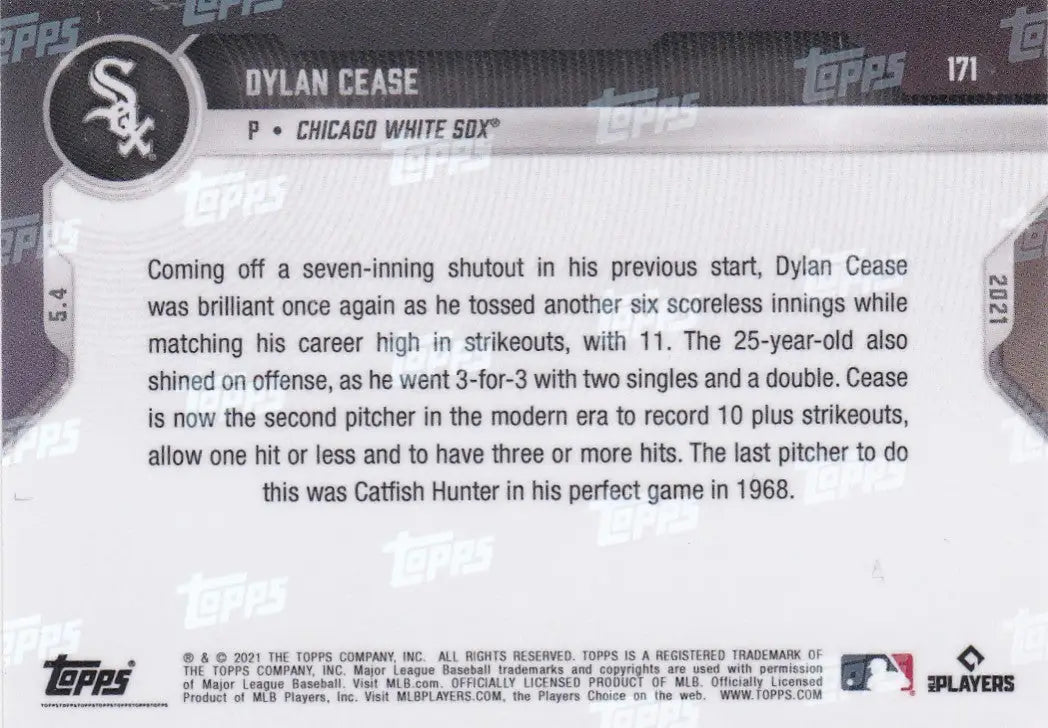 DYLAN CEASE
171
P • CHICAGO WHITE SOX®
SOX
5.4
2021
Coming off a seven-inning shutout in his previous start, Dylan Cease
was brilliant once again as he tossed another six scoreless innings while
matching his career high in strikeouts, with 11. The 25-year-old also
shined on offense, as he went 3-for-3 with two singles and a double. Cease
is now the second pitcher in the modern era to record 10 plus strikeouts,
allow one hit or less and to have three or more hits. The last pitcher to do
this was Catfish Hunter in his perfect game in 1968.
Topps®
® & © 2021 THE TOPPS COMPANY, INC. ALL RIGHTS RESERVED. TOPPS IS A REGISTERED TRADEMARK OF
THE TOPPS COMPANY, INC. Major League Baseball trademarks and copyrights are used with permission
of Major League Baseball. Visit MLB.com. OFFICIALLY LICENSED PRODUCT OF MLB. Officially Licensed
Product of MLB Players, Inc. Visit MLBPLAYERS.COM, the Players Choice on the web. WWW.TOPPS.COM
MLB PLAYERS